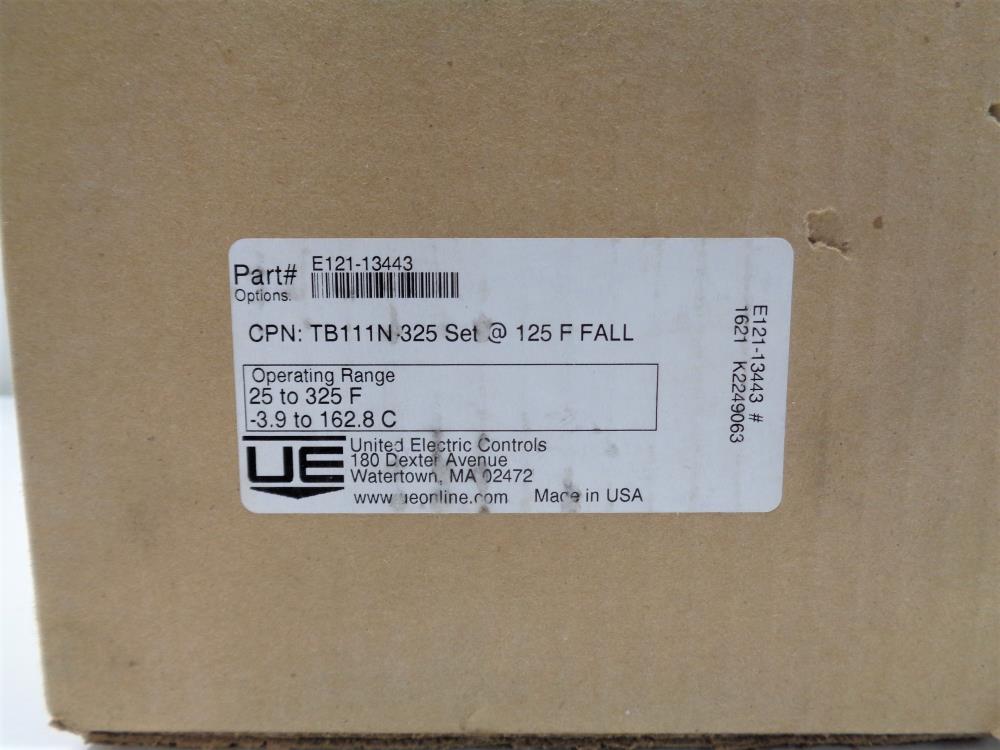 Part# E121-13443
Options.
CPN: TB111N-325 Set @ 125 F FALL
Operating Range
25 to 325 F
-3.9 to 162.8 C
UE
United Electric Controls
180 Dexter Avenue
Watertown, MA 02472
www.ueonline.com Made in USA
E121-13443 #
1621 K2249063